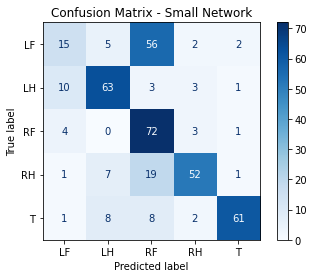 Confusion Matrix - Small Network
LF 15 5 56 2 2
LH 10 63 3 3 1
RF 4 0 72 3 1
RH 1 7 19 52 1
T 1 8 8 2 61
LF LH RF RH T
Predicted label
True label
70
60
50
40
30
20
10
0